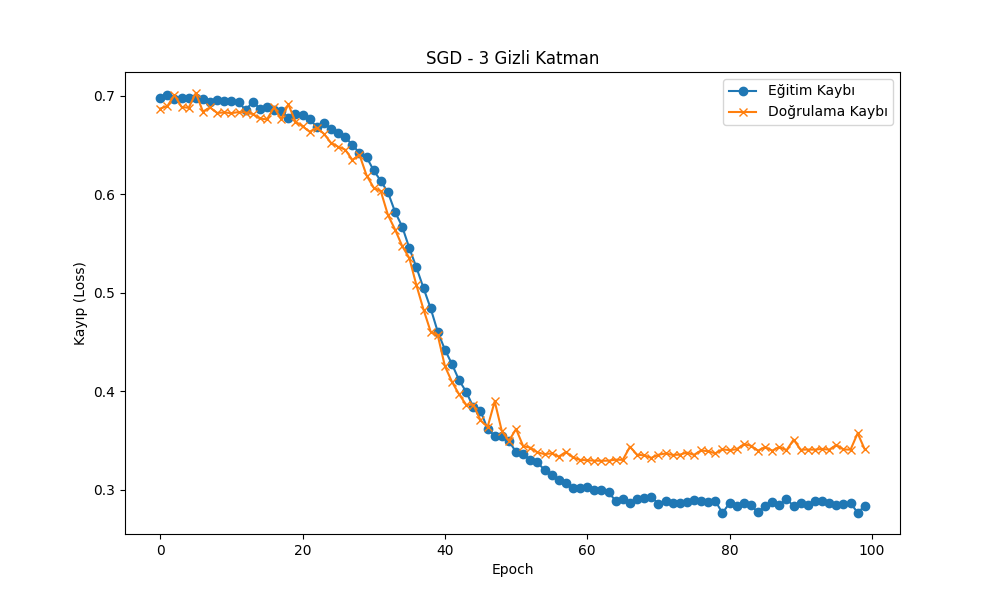 SGD - 3 Gizli Katman
Eğitim Kaybı
Doğrulama Kaybı
0.7
0.6
0.5
0.4
0.3
Kayıp (Loss)
0 20 40 60 80 100
Epoch